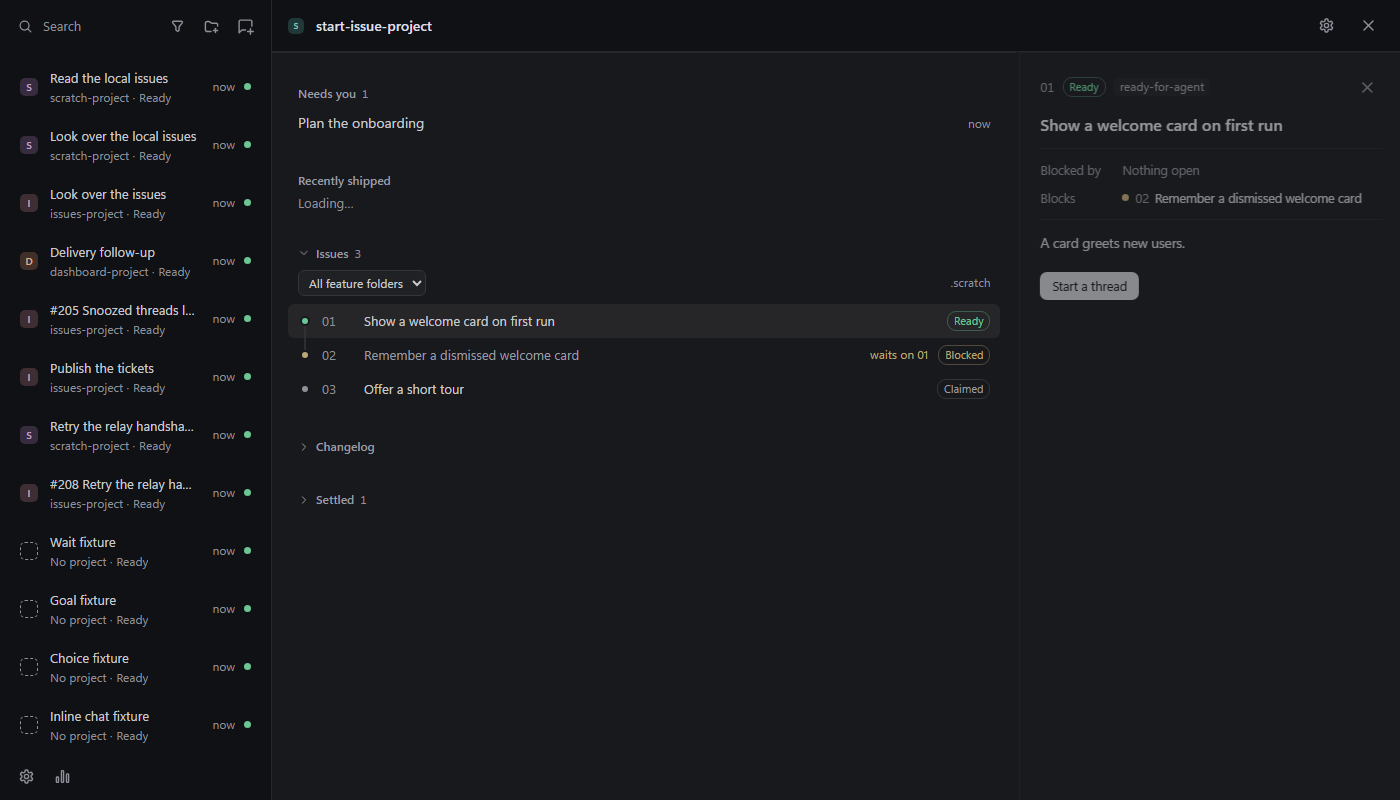 Search
S
Read the local issues
scratch-project · Ready
now
S
Look over the local issues
scratch-project · Ready
now
I
Look over the issues
issues-project · Ready
now
D
Delivery follow-up
dashboard-project · Ready
now
I
#205 Snoozed threads l...
issues-project · Ready
now
I
Publish the tickets
issues-project · Ready
now
S
Retry the relay handsha...
scratch-project · Ready
now
I
#208 Retry the relay ha...
issues-project · Ready
now
Wait fixture
No project · Ready
now
Goal fixture
No project · Ready
now
Choice fixture
No project · Ready
now
Inline chat fixture
No project · Ready
now
S start-issue-project
Needs you 1
Plan the onboarding now
Recently shipped
Loading...
Issues 3
All feature folders .scratch
01 Show a welcome card on first run Ready
02 Remember a dismissed welcome card waits on 01 Blocked
03 Offer a short tour Claimed
Changelog
Settled 1
01 Ready ready-for-agent
Show a welcome card on first run
Blocked by Nothing open
Blocks 02 Remember a dismissed welcome card
A card greets new users.
Start a thread